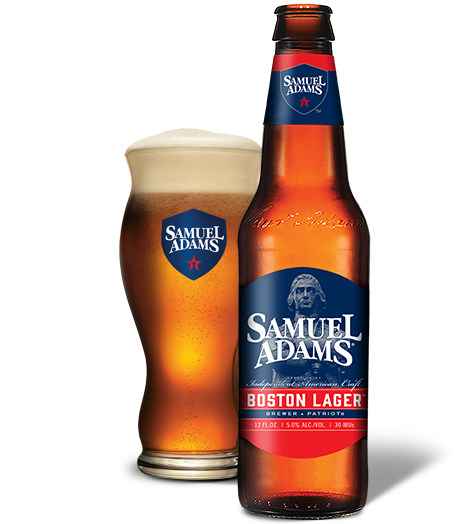 SAMUEL
ADAMS
TM
SAMUEL
ADAMS
SAMUEL
ADAMS®
Independent American Craft
BOSTON LAGER
BREWER • PATRIOT
12 FL.OZ. | 5.0% ALC./VOL. | 30 IBUs